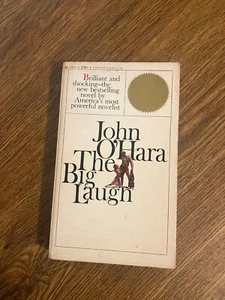 Brilliant and
shocking—the
new bestselling
novel by
America's most
powerful novelist
John
O'Hara
The
Big
Laugh